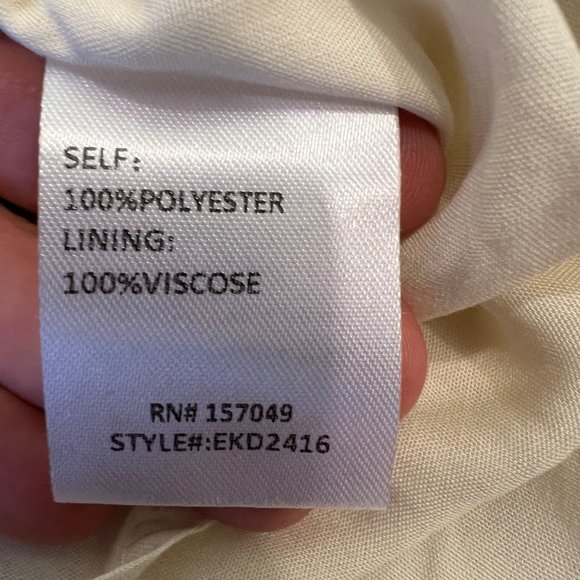 SELF:
100%POLYESTER
LINING:
100%VISCOSE
RN# 157049
STYLE#:EKD2416